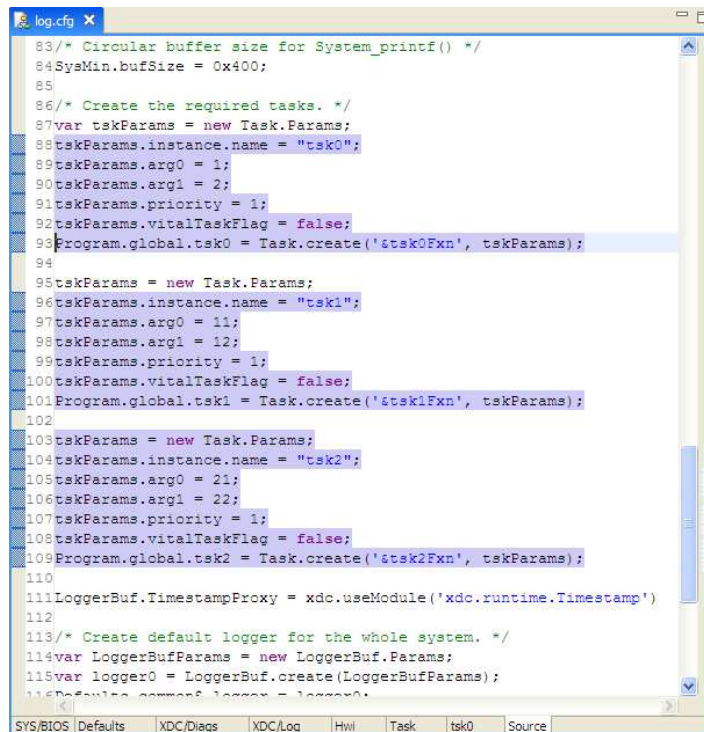 log.cfg
83/* Circular buffer size for System_printf() */
84SysMin.bufSize = 0x400;
85
86/* Create the required tasks. */
87var tskParams = new Task.Params;
88tskParams.instance.name = "tsk0";
89tskParams.arg0 = 1;
90tskParams.arg1 = 2;
91tskParams.priority = 1;
92tskParams.vitalTaskFlag = false;
93Program.global.tsk0 = Task.create('&tsk0Fxn', tskParams);
94
95tskParams = new Task.Params;
96tskParams.instance.name = "tsk1";
97tskParams.arg0 = 11;
98tskParams.arg1 = 12;
99tskParams.priority = 1;
100tskParams.vitalTaskFlag = false;
101Program.global.tsk1 = Task.create('&tsk1Fxn', tskParams);
102
103tskParams = new Task.Params;
104tskParams.instance.name = "tsk2";
105tskParams.arg0 = 21;
106tskParams.arg1 = 22;
107tskParams.priority = 1;
108tskParams.vitalTaskFlag = false;
109Program.global.tsk2 = Task.create('&tsk2Fxn', tskParams);
110
111LoggerBuf.TimestampProxy = xdc.useModule('xdc.runtime.Timestamp')
112
113/* Create default logger for the whole system. */
114var LoggerBufParams = new LoggerBuf.Params;
115var logger0 = LoggerBuf.create(LoggerBufParams);
116Defaults.common$.logger = logger0;
SYS/BIOS Defaults XDC/Diags XDC/Log Hwi Task tsk0 Source